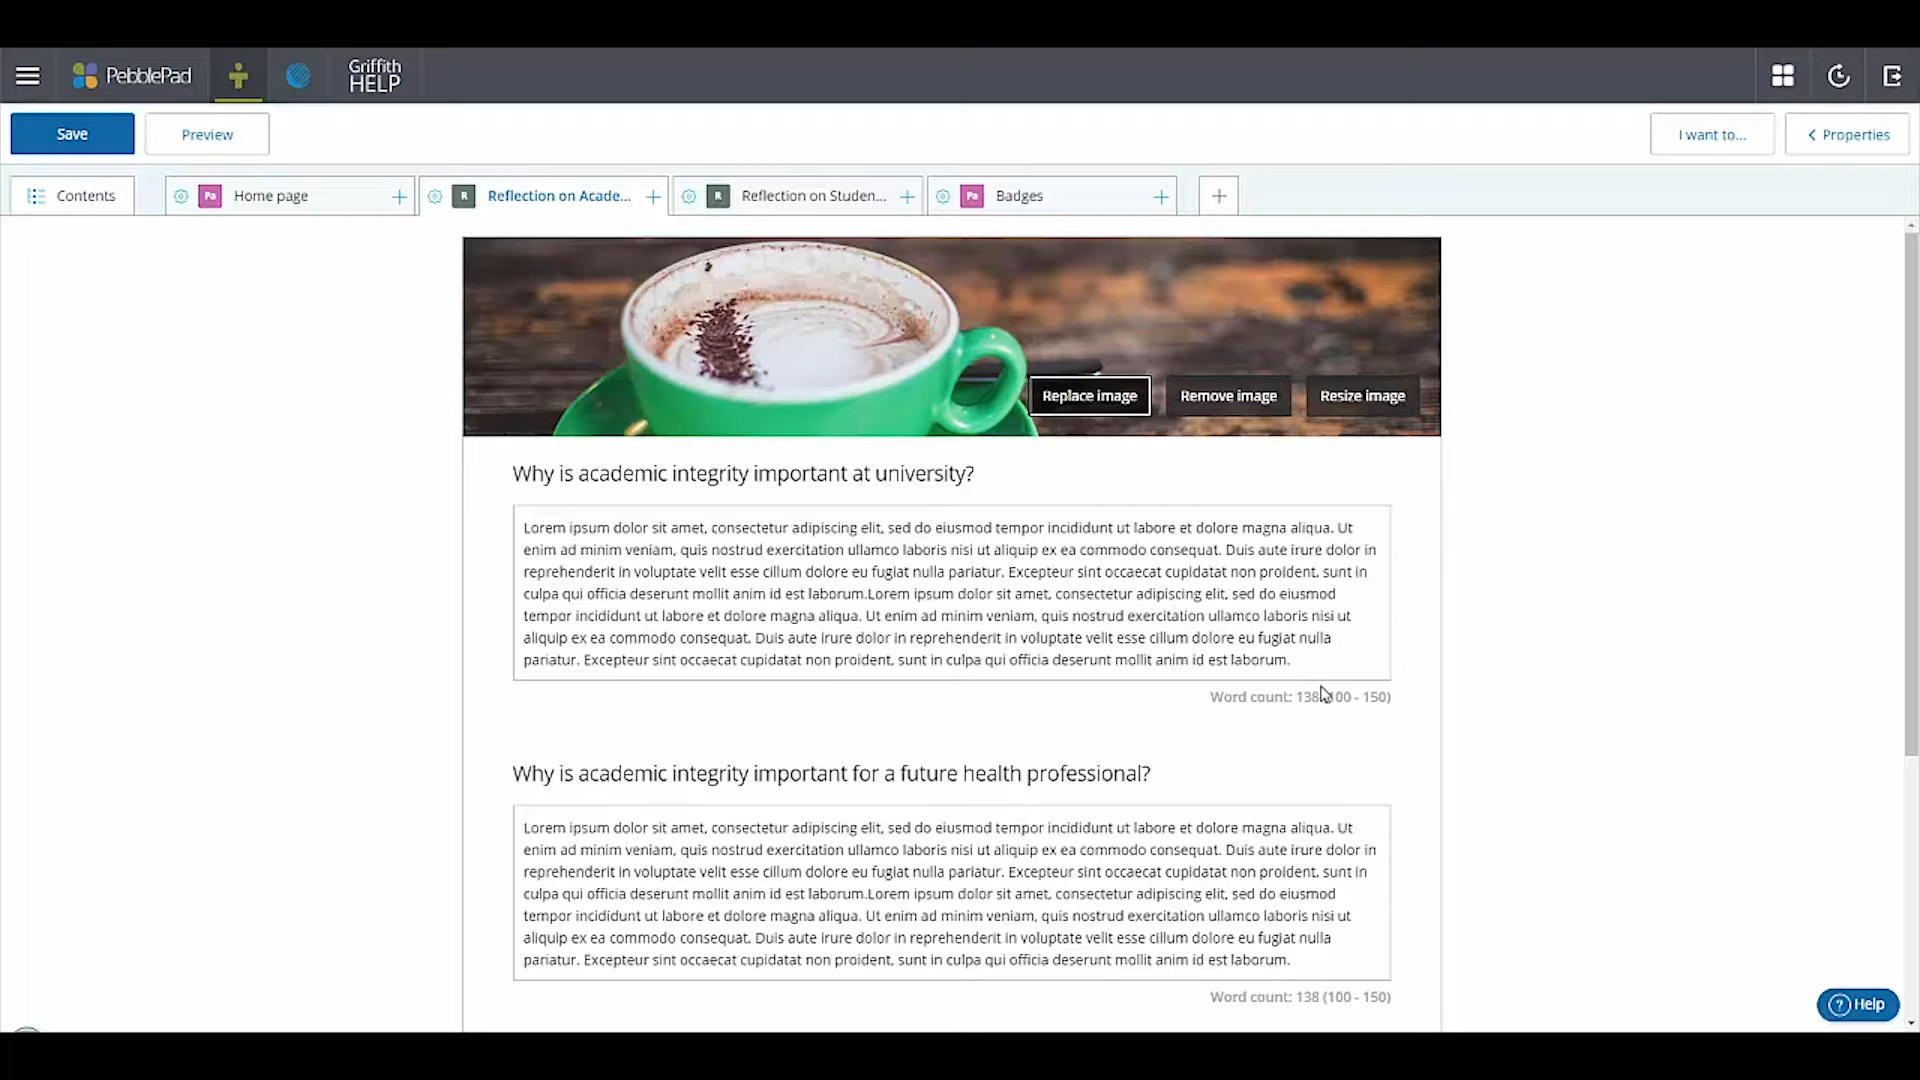 PebblePad
Griffith
HELP
Save
Preview
I want to...
Properties
Contents
Pa Home page
R Reflection on Acade...
R Reflection on Studen...
Pa Badges
Replace image
Remove image
Resize image
Why is academic integrity important at university?
Lorem ipsum dolor sit amet, consectetur adipiscing elit, sed do eiusmod tempor incididunt ut labore et dolore magna aliqua. Ut
enim ad minim veniam, quis nostrud exercitation ullamco laboris nisi ut aliquip ex ea commodo consequat. Duis aute irure dolor in
reprehenderit in voluptate velit esse cillum dolore eu fugiat nulla pariatur. Excepteur sint occaecat cupidatat non proident, sunt in
culpa qui officia deserunt mollit anim id est laborum.Lorem ipsum dolor sit amet, consectetur adipiscing elit, sed do eiusmod
tempor incididunt ut labore et dolore magna aliqua. Ut enim ad minim veniam, quis nostrud exercitation ullamco laboris nisi ut
aliquip ex ea commodo consequat. Duis aute irure dolor in reprehenderit in voluptate velit esse cillum dolore eu fugiat nulla
pariatur. Excepteur sint occaecat cupidatat non proident, sunt in culpa qui officia deserunt mollit anim id est laborum.
Word count: 138 (100 - 150)
Why is academic integrity important for a future health professional?
Lorem ipsum dolor sit amet, consectetur adipiscing elit, sed do eiusmod tempor incididunt ut labore et dolore magna aliqua. Ut
enim ad minim veniam, quis nostrud exercitation ullamco laboris nisi ut aliquip ex ea commodo consequat. Duis aute irure dolor in
reprehenderit in voluptate velit esse cillum dolore eu fugiat nulla pariatur. Excepteur sint occaecat cupidatat non proident, sunt in
culpa qui officia deserunt mollit anim id est laborum.Lorem ipsum dolor sit amet, consectetur adipiscing elit, sed do eiusmod
tempor incididunt ut labore et dolore magna aliqua. Ut enim ad minim veniam, quis nostrud exercitation ullamco laboris nisi ut
aliquip ex ea commodo consequat. Duis aute irure dolor in reprehenderit in voluptate velit esse cillum dolore eu fugiat nulla
pariatur. Excepteur sint occaecat cupidatat non proident, sunt in culpa qui officia deserunt mollit anim id est laborum.
Word count: 138 (100 - 150)
? Help